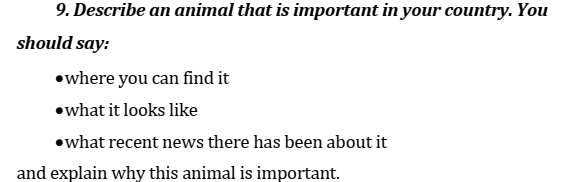 9. Describe an animal that is important in your country. You
should say:
•where you can find it
•what it looks like
•what recent news there has been about it
and explain why this animal is important.